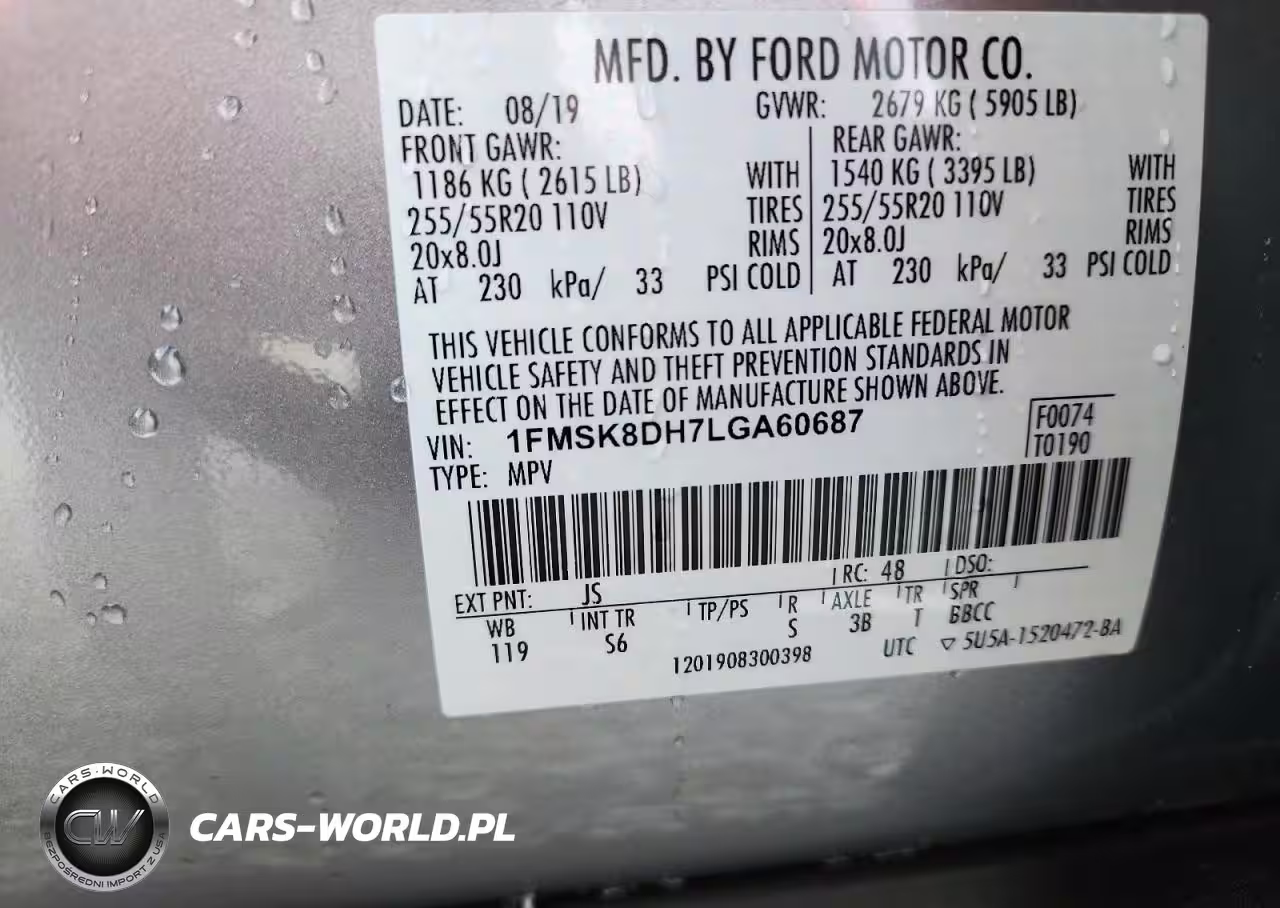 MFD. BY FORD MOTOR CO.
DATE: 08/19 GVWR: 2679 KG ( 5905 LB)
FRONT GAWR: REAR GAWR:
1186 KG ( 2615 LB) WITH 1540 KG ( 3395 LB) WITH
255/55R20 110V TIRES 255/55R20 110V TIRES
20x8.0J RIMS 20x8.0J RIMS
AT 230 kPa/ 33 PSI COLD AT 230 kPa/ 33 PSI COLD
THIS VEHICLE CONFORMS TO ALL APPLICABLE FEDERAL MOTOR
VEHICLE SAFETY AND THEFT PREVENTION STANDARDS IN
EFFECT ON THE DATE OF MANUFACTURE SHOWN ABOVE.
VIN: 1FMSK8DH7LGA60687 F0074
TYPE: MPV T0190
EXT PNT: JS RC: 48 DSO:
WB INT TR TP/PS R AXLE TR SPR
119 S6 S 3B T BBCC
1201908300398 UTC ▽ 5U5A-1520472-BA
CARS-WORLD
CW
BEZPOŚREDNI IMPORT Z USA
CARS-WORLD.PL